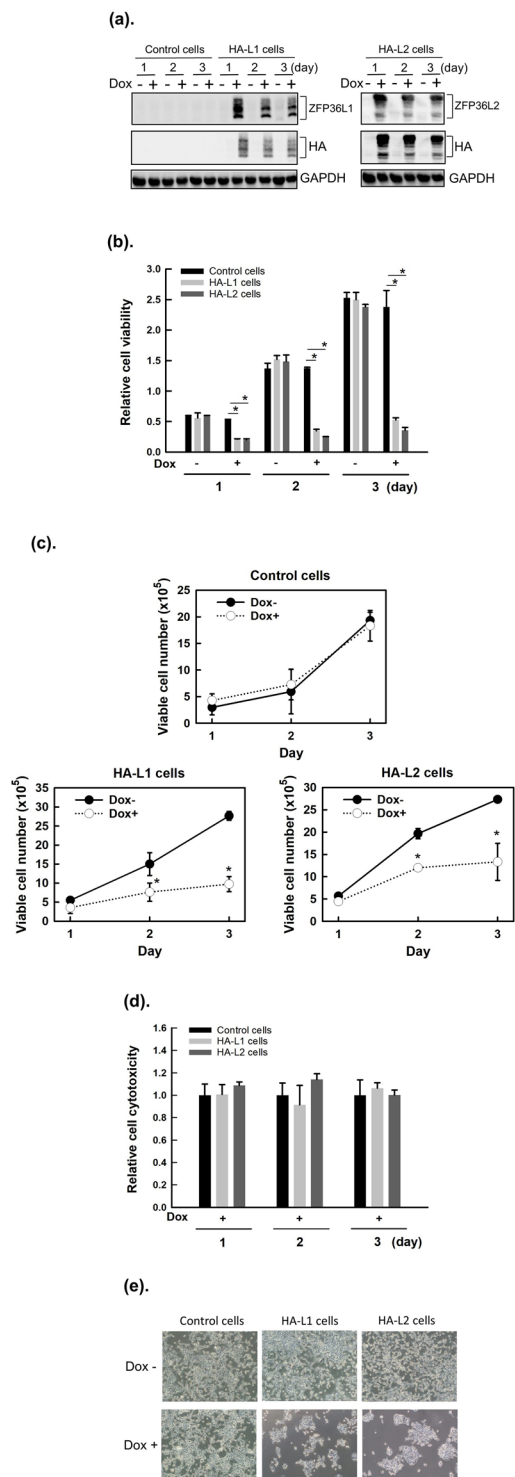 (a).
Control cells HA-L1 cells HA-L2 cells
1 2 3 1 2 3 (day) 1 2 3 (day)
Dox - + - + - + - + - + - + Dox - + - + - +
ZFP36L1 ZFP36L2
HA HA
GAPDH GAPDH
(b).
Relative cell viability
3.0
2.5
2.0
1.5
1.0
0.5
0.0
Control cells
HA-L1 cells
HA-L2 cells
* * * * * *
Dox - + - + - +
1 2 3 (day)
(c).
Control cells
Viable cell number (x10⁵)
25
20
15
10
5
0
Dox-
Dox+
1 2 3
Day
HA-L1 cells
Viable cell number (x10⁵)
35
30
25
20
15
10
5
0
Dox-
Dox+
* *
1 2 3
Day
HA-L2 cells
Viable cell number (x10⁵)
30
25
20
15
10
5
0
Dox-
Dox+
* *
1 2 3
Day
(d).
Relative cell cytotoxicity
1.6
1.4
1.2
1.0
0.8
0.6
0.4
0.2
0.0
Control cells
HA-L1 cells
HA-L2 cells
Dox + + +
1 2 3 (day)
(e).
Control cells HA-L1 cells HA-L2 cells
Dox -
Dox +